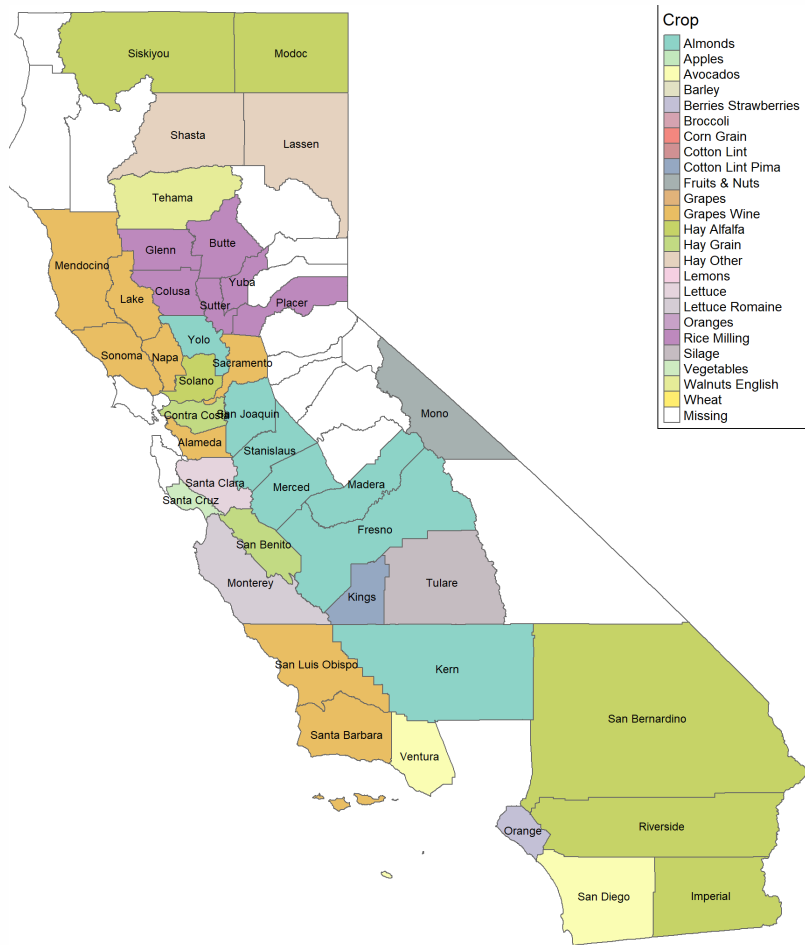 Siskiyou
Modoc
Shasta
Lassen
Tehama
Glenn
Butte
Mendocino
Lake
Colusa
Yuba
Sutter
Placer
Yolo
Sonoma
Napa
Sacramento
Solano
Contra Costa
San Joaquin
Mono
Alameda
Stanislaus
Santa Clara
Merced
Madera
Santa Cruz
Fresno
San Benito
Monterey
Kings
Tulare
San Luis Obispo
Kern
Santa Barbara
Ventura
San Bernardino
Orange
Riverside
San Diego
Imperial
Crop
Almonds
Apples
Avocados
Barley
Berries Strawberries
Broccoli
Corn Grain
Cotton Lint
Cotton Lint Pima
Fruits & Nuts
Grapes
Grapes Wine
Hay Alfalfa
Hay Grain
Hay Other
Lemons
Lettuce
Lettuce Romaine
Oranges
Rice Milling
Silage
Vegetables
Walnuts English
Wheat
Missing